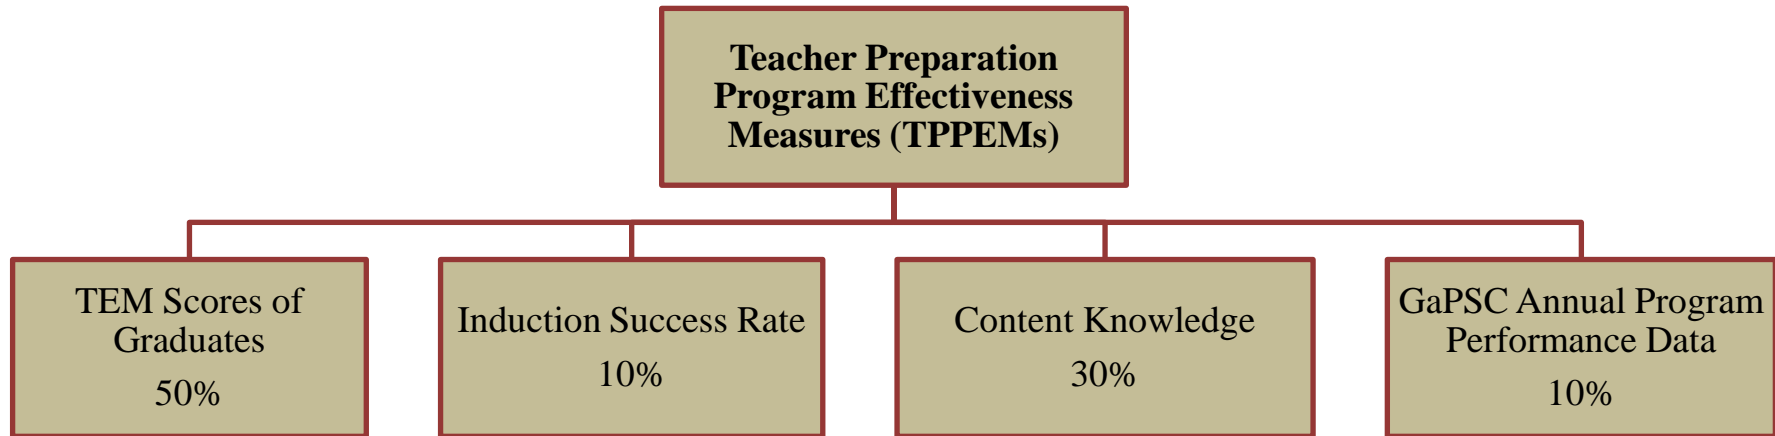 Teacher Preparation
Program Effectiveness
Measures (TPPEMs)
TEM Scores of
Graduates
50%
Induction Success Rate
10%
Content Knowledge
30%
GaPSC Annual Program
Performance Data
10%